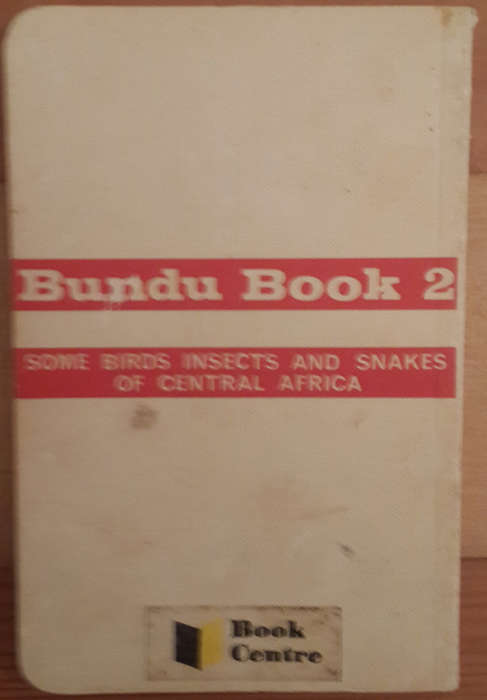 Bundu Book 2
SOME BIRDS INSECTS AND SNAKES
OF CENTRAL AFRICA
Book
Centre